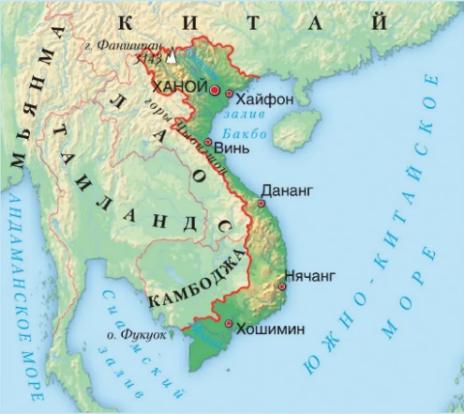 КИТАЙ
г. Фаншипан
3143
МЬЯНМА
ХАНОЙ
Хайфон
залив
Бакбо
ЛАОС
Винь
ТАИЛАНД
Дананг
КАМБОДЖА
Нячанг
Хошимин
о. Фукуок
Сиамский
залив
АНДАМАНСКОЕ МОРЕ
ЮЖНО-КИТАЙСКОЕ
МОРЕ